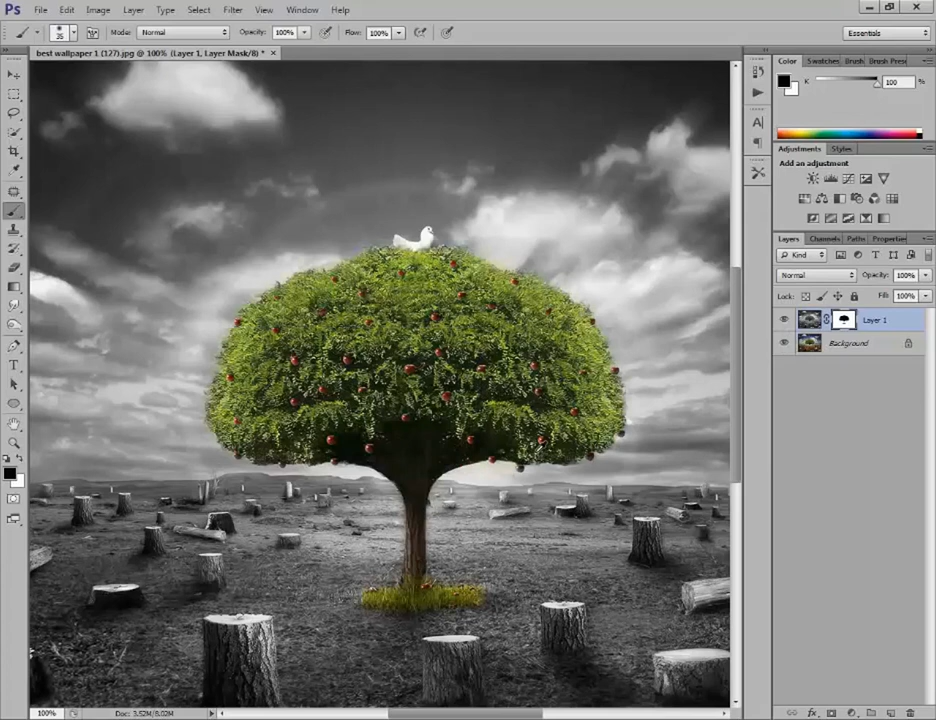 Ps File Edit Image Layer Type Select Filter View Window Help
35 Mode: Normal Opacity: 100% Flow: 100% Essentials
best wallpaper 1 (127).jpg @ 100% (Layer 1, Layer Mask/8) * ×
Color Swatches Brush Brush Pres
K 100 %
Adjustments Styles
Add an adjustment
Layers Channels Paths Properties
Kind
Normal Opacity: 100%
Lock: Fill: 100%
Layer 1
Background
100% Doc: 3.52M/8.02M